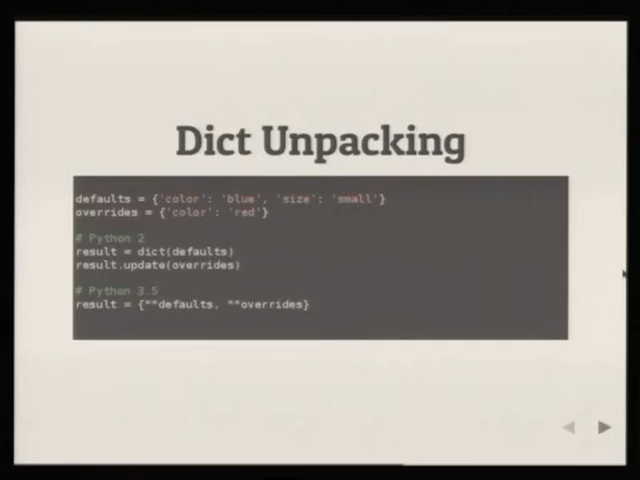 Dict Unpacking
defaults = {'color': 'blue', 'size': 'small'}
overrides = {'color': 'red'}
# Python 2
result = dict(defaults)
result.update(overrides)
# Python 3.5
result = {**defaults, **overrides}